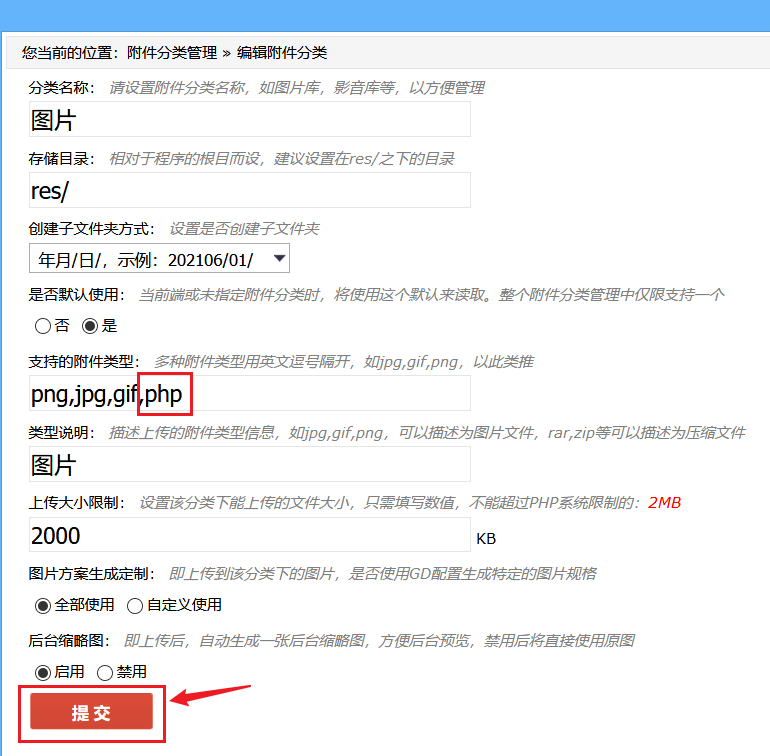 您当前的位置：附件分类管理 » 编辑附件分类
分类名称： 请设置附件分类名称，如图片库，影音库等，以方便管理
图片
存储目录： 相对于程序的根目而设，建议设置在res/之下的目录
res/
创建子文件夹方式： 设置是否创建子文件夹
年月/日/，示例：202106/01/
是否默认使用： 当前端或未指定附件分类时，将使用这个默认来读取。整个附件分类管理中仅限支持一个
否 是
支持的附件类型： 多种附件类型用英文逗号隔开，如jpg,gif,png，以此类推
png,jpg,gif,php
类型说明： 描述上传的附件类型信息，如jpg,gif,png，可以描述为图片文件，rar,zip等可以描述为压缩文件
图片
上传大小限制： 设置该分类下能上传的文件大小，只需填写数值，不能超过PHP系统限制的：2MB
2000 KB
图片方案生成定制： 即上传到该分类下的图片，是否使用GD配置生成特定的图片规格
全部使用 自定义使用
后台缩略图： 即上传后，自动生成一张后台缩略图，方便后台预览，禁用后将直接使用原图
启用 禁用
提 交